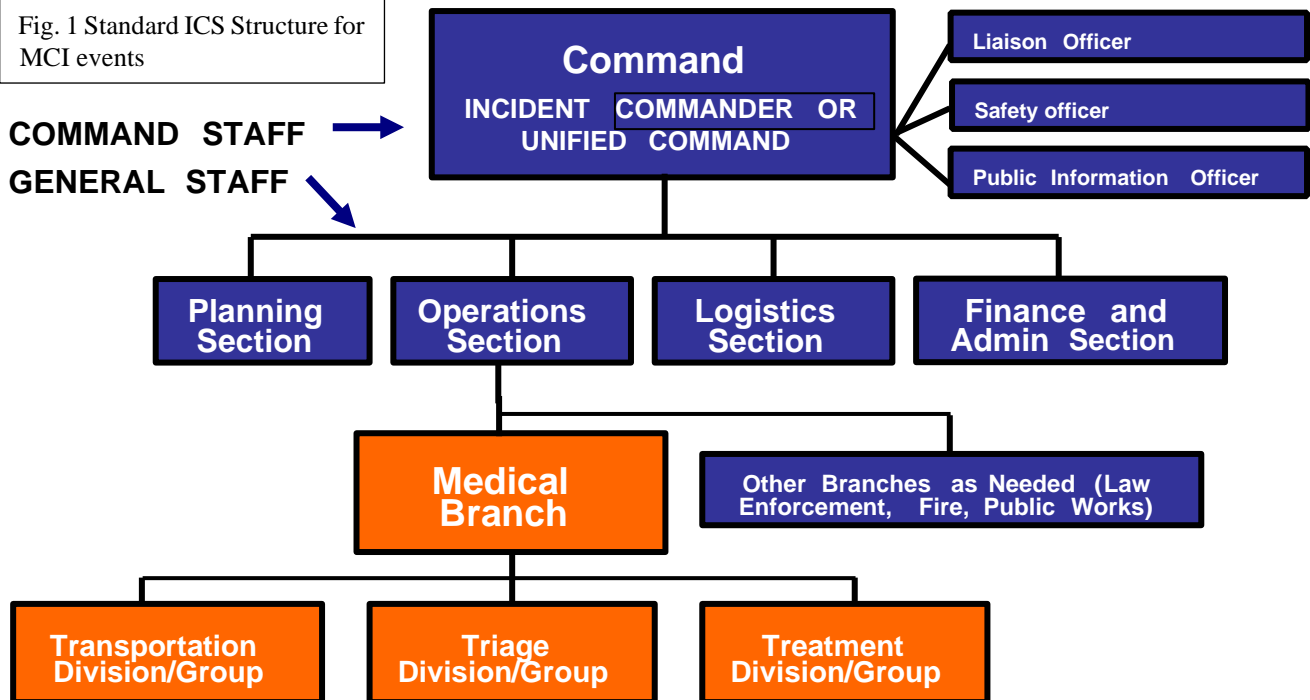 Fig. 1 Standard ICS Structure for
MCI events
Command
INCIDENT COMMANDER OR
UNIFIED COMMAND
Liaison Officer
Safety officer
Public Information Officer
COMMAND STAFF
GENERAL STAFF
Planning
Section
Operations
Section
Logistics
Section
Finance and
Admin Section
Medical
Branch
Other Branches as Needed (Law
Enforcement, Fire, Public Works)
Transportation
Division/Group
Triage
Division/Group
Treatment
Division/Group